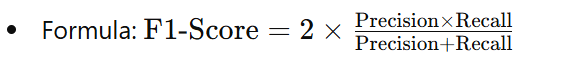 • Formula: F1-Score = 2 × Precision×Recall / Precision+Recall